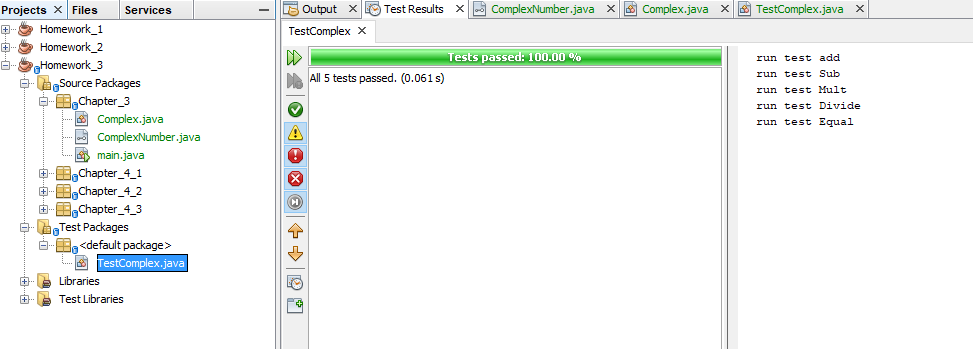 Projects × Files Services
Homework_1
Homework_2
Homework_3
Source Packages
Chapter_3
Complex.java
ComplexNumber.java
main.java
Chapter_4_1
Chapter_4_2
Chapter_4_3
Test Packages
<default package>
TestComplex.java
Libraries
Test Libraries
Output × Test Results × ComplexNumber.java × Complex.java × TestComplex.java ×
TestComplex ×
Tests passed: 100.00 %
All 5 tests passed. (0.061 s)
run test add
run test Sub
run test Mult
run test Divide
run test Equal